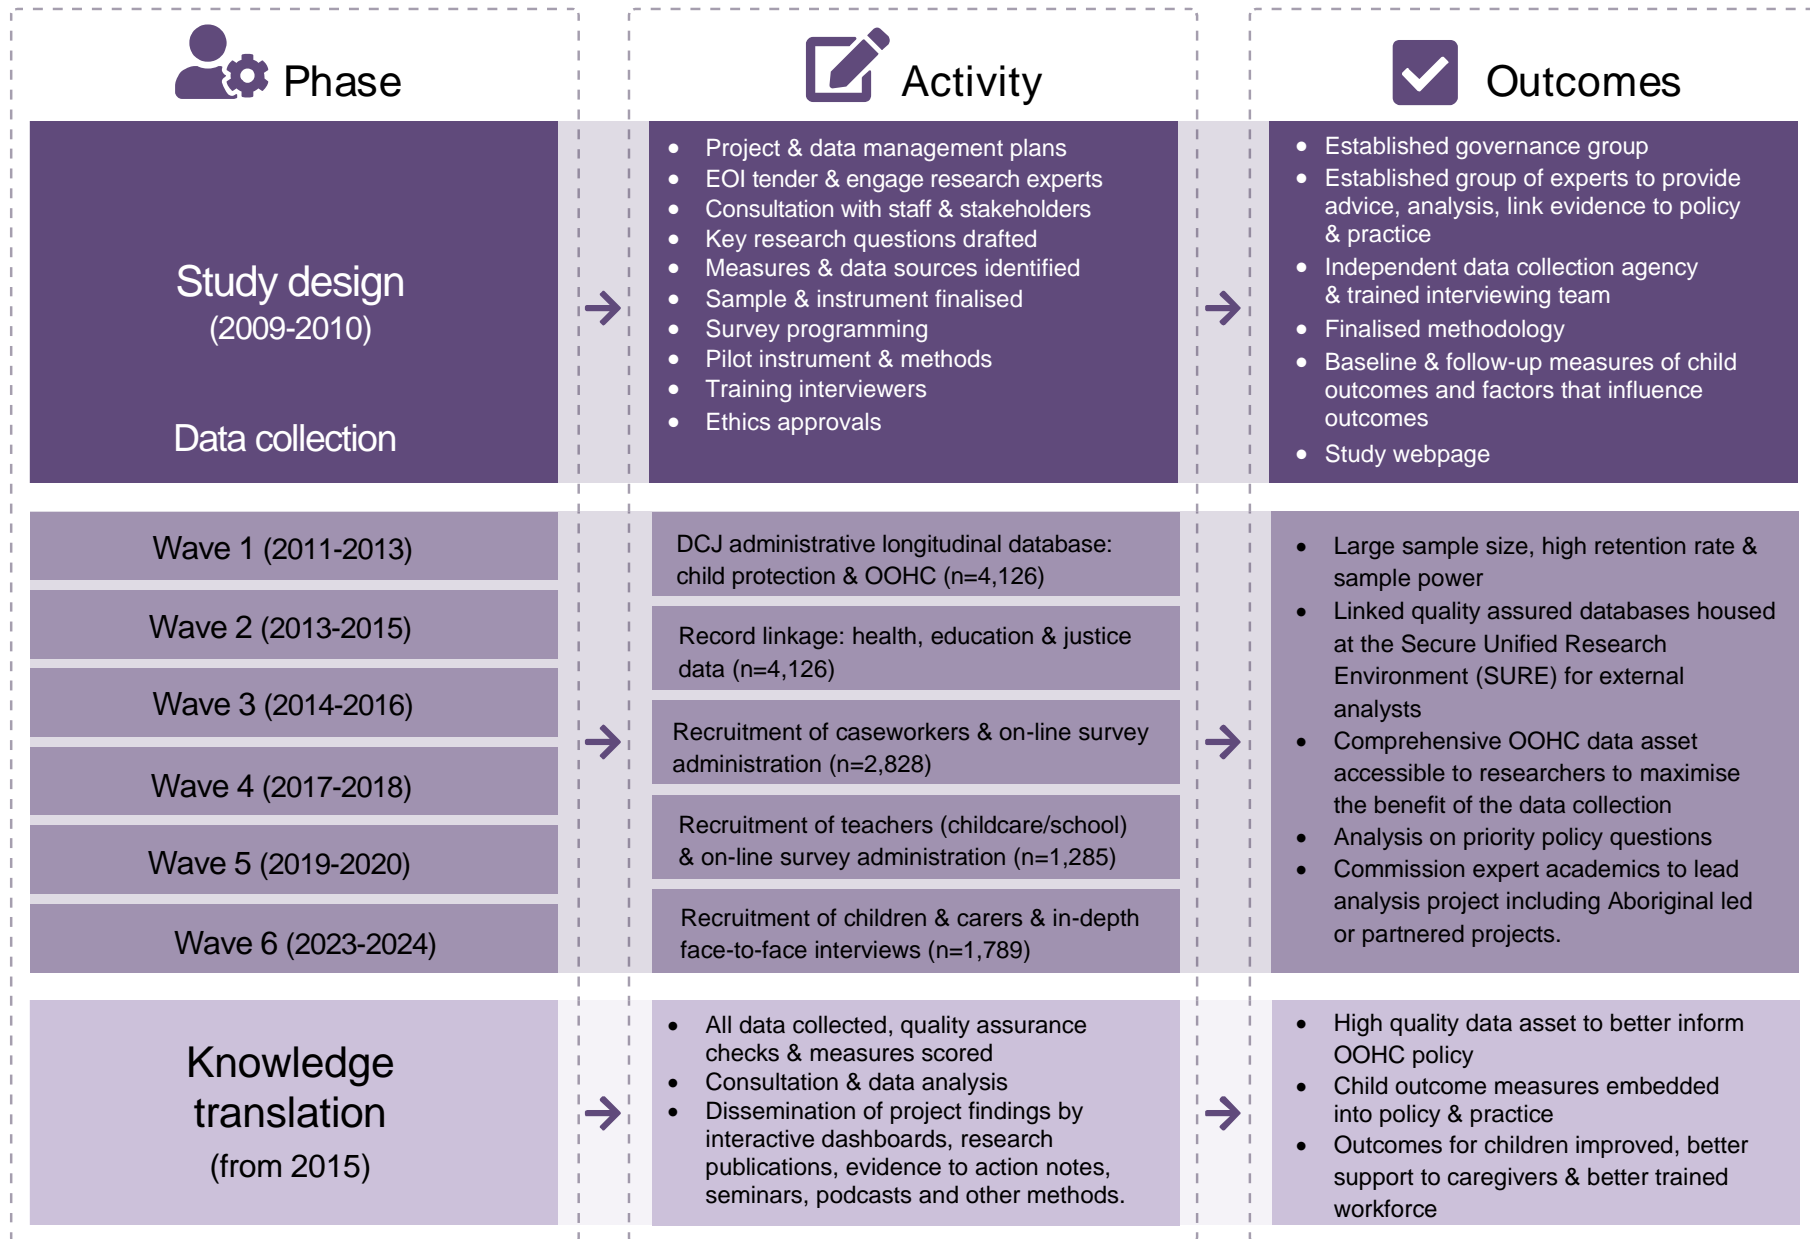 Phase
Activity
Outcomes
Study design
(2009-2010)
Data collection
• Project & data management plans
• EOI tender & engage research experts
• Consultation with staff & stakeholders
• Key research questions drafted
• Measures & data sources identified
• Sample & instrument finalised
• Survey programming
• Pilot instrument & methods
• Training interviewers
• Ethics approvals
• Established governance group
• Established group of experts to provide
advice, analysis, link evidence to policy
& practice
• Independent data collection agency
& trained interviewing team
• Finalised methodology
• Baseline & follow-up measures of child
outcomes and factors that influence
outcomes
• Study webpage
Wave 1 (2011-2013)
Wave 2 (2013-2015)
Wave 3 (2014-2016)
Wave 4 (2017-2018)
Wave 5 (2019-2020)
Wave 6 (2023-2024)
DCJ administrative longitudinal database:
child protection & OOHC (n=4,126)
Record linkage: health, education & justice
data (n=4,126)
Recruitment of caseworkers & on-line survey
administration (n=2,828)
Recruitment of teachers (childcare/school)
& on-line survey administration (n=1,285)
Recruitment of children & carers & in-depth
face-to-face interviews (n=1,789)
• Large sample size, high retention rate &
sample power
• Linked quality assured databases housed
at the Secure Unified Research
Environment (SURE) for external
analysts
• Comprehensive OOHC data asset
accessible to researchers to maximise
the benefit of the data collection
• Analysis on priority policy questions
• Commission expert academics to lead
analysis project including Aboriginal led
or partnered projects.
Knowledge
translation
(from 2015)
• All data collected, quality assurance
checks & measures scored
• Consultation & data analysis
• Dissemination of project findings by
interactive dashboards, research
publications, evidence to action notes,
seminars, podcasts and other methods.
• High quality data asset to better inform
OOHC policy
• Child outcome measures embedded
into policy & practice
• Outcomes for children improved, better
support to caregivers & better trained
workforce